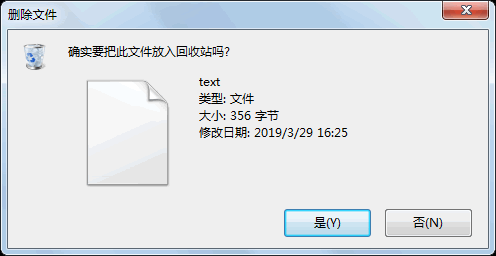 删除文件
确实要把此文件放入回收站吗?
text
类型: 文件
大小: 356 字节
修改日期: 2019/3/29 16:25
是(Y)
否(N)